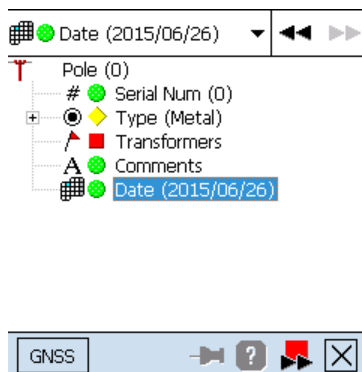 Date (2015/06/26)
Pole (0)
# Serial Num (0)
Type (Metal)
Transformers
A Comments
Date (2015/06/26)
GNSS ?